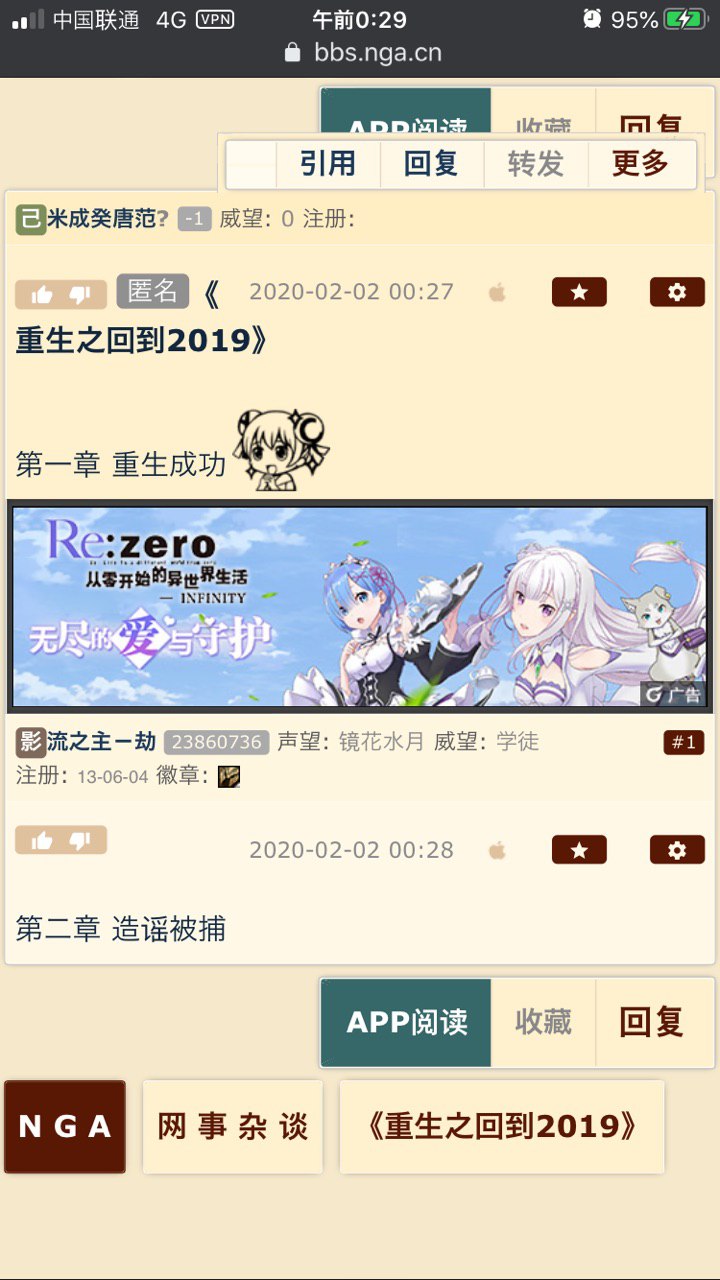 中国联通 4G VPN 午前0:29 95%
bbs.nga.cn
APP阅读 收藏 回复
引用 回复 转发 更多
己米成癸唐范? -1 威望: 0 注册:
匿名 《 2020-02-02 00:27
重生之回到2019》
第一章 重生成功
Re:zero
从零开始的异世界生活
— INFINITY
无尽的爱与守护
广告
影流之主一劫 23860736 声望: 镜花水月 威望: 学徒 #1
注册: 13-06-04 徽章:
2020-02-02 00:28
第二章 造谣被捕
APP阅读 收藏 回复
NGA 网事杂谈 《重生之回到2019》